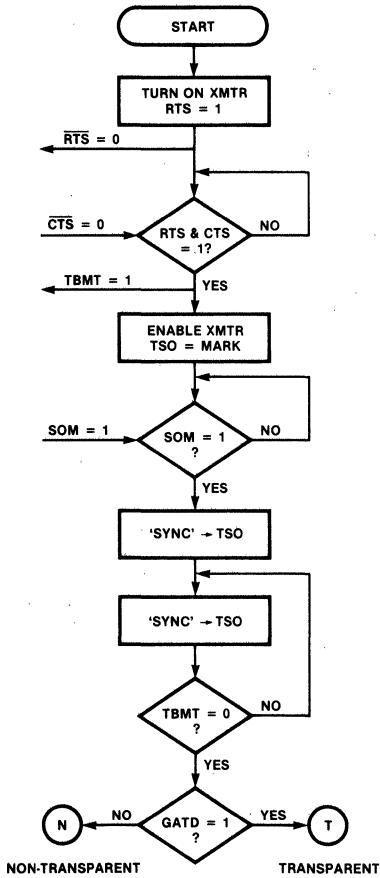 START
TURN ON XMTR
RTS = 1
R̅T̅S̅ = 0
C̅T̅S̅ = 0
RTS & CTS
= 1?
NO
TBMT = 1
YES
ENABLE XMTR
TSO = MARK
SOM = 1
SOM = 1
?
NO
YES
'SYNC' → TSO
'SYNC' → TSO
TBMT = 0
?
NO
YES
N
NO
GATD = 1
?
YES
T
NON-TRANSPARENT
TRANSPARENT